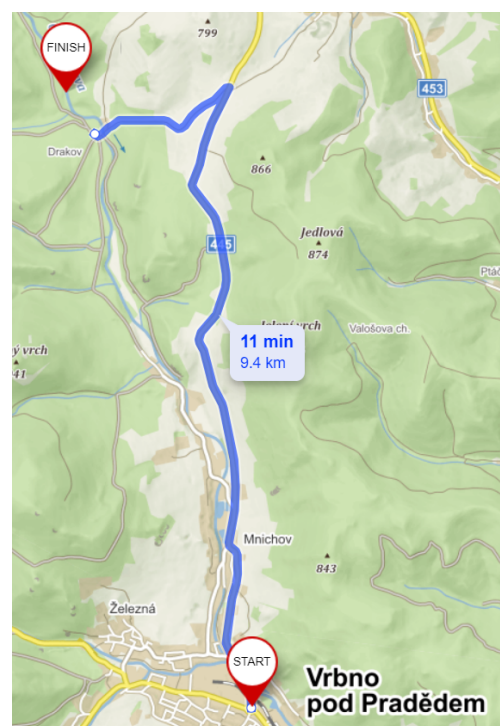 799
FINISH
453
Drakov
866
Jedlová
874
445
Ptáč
Jelený vrch
Valošova ch.
11 min
9.4 km
ý vrch
41
Mnichov
843
Železná
START
Vrbno
pod Pradědem